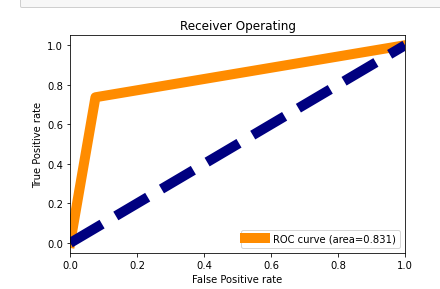 Receiver Operating
True Positive rate
1.0
0.8
0.6
0.4
0.2
0.0
ROC curve (area=0.831)
0.0 0.2 0.4 0.6 0.8 1.0
False Positive rate